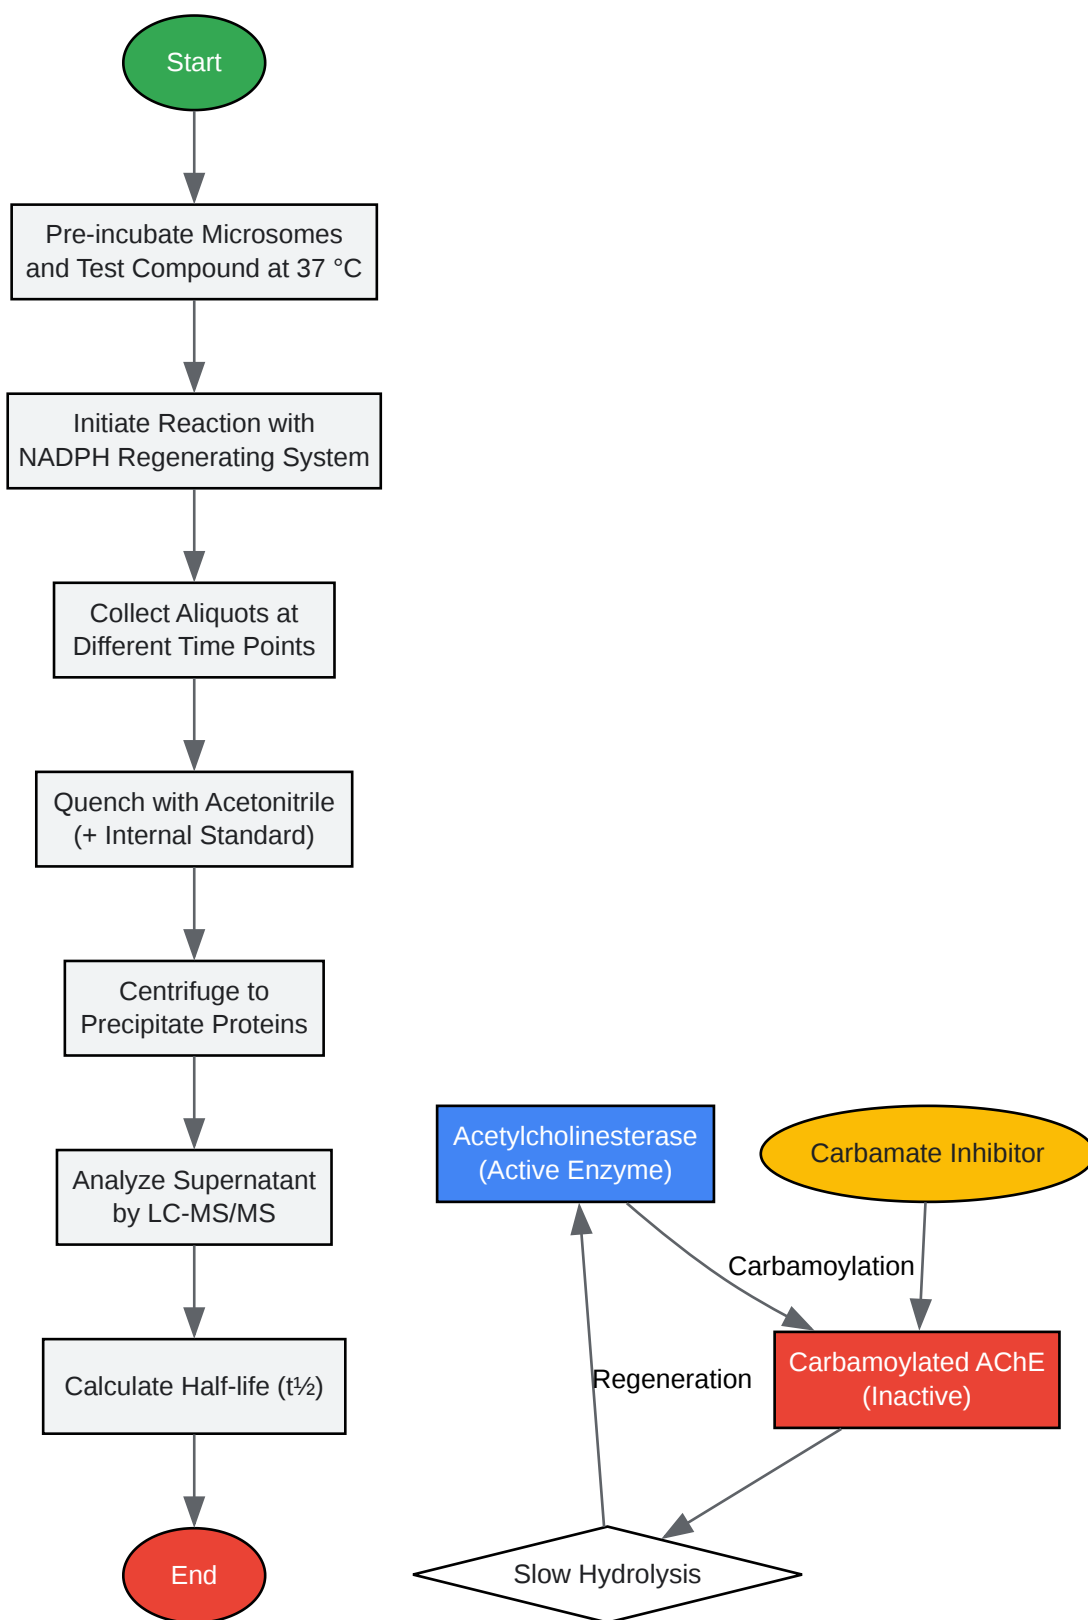 Start
Pre-incubate Microsomes
and Test Compound at 37 °C
Initiate Reaction with
NADPH Regenerating System
Collect Aliquots at
Different Time Points
Quench with Acetonitrile
(+ Internal Standard)
Centrifuge to
Precipitate Proteins
Analyze Supernatant
by LC-MS/MS
Calculate Half-life (t½)
End
Acetylcholinesterase
(Active Enzyme)
Carbamate Inhibitor
Carbamoylation
Carbamoylated AChE
(Inactive)
Regeneration
Slow Hydrolysis